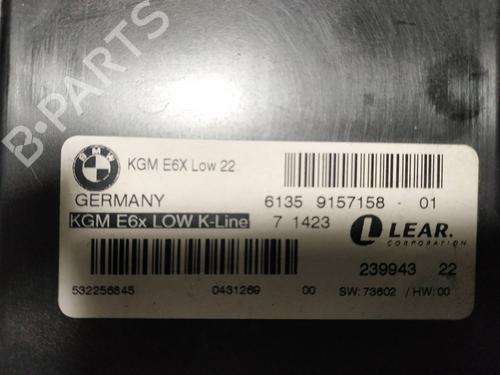 B-PARTS
BMW
KGM E6X Low 22
GERMANY
6135 9157158 - 01
KGM E6x LOW K-Line
7 1423
L LEAR.
CORPORATION
239943 22
532256845 0431269 00 SW: 73602 / HW: 00